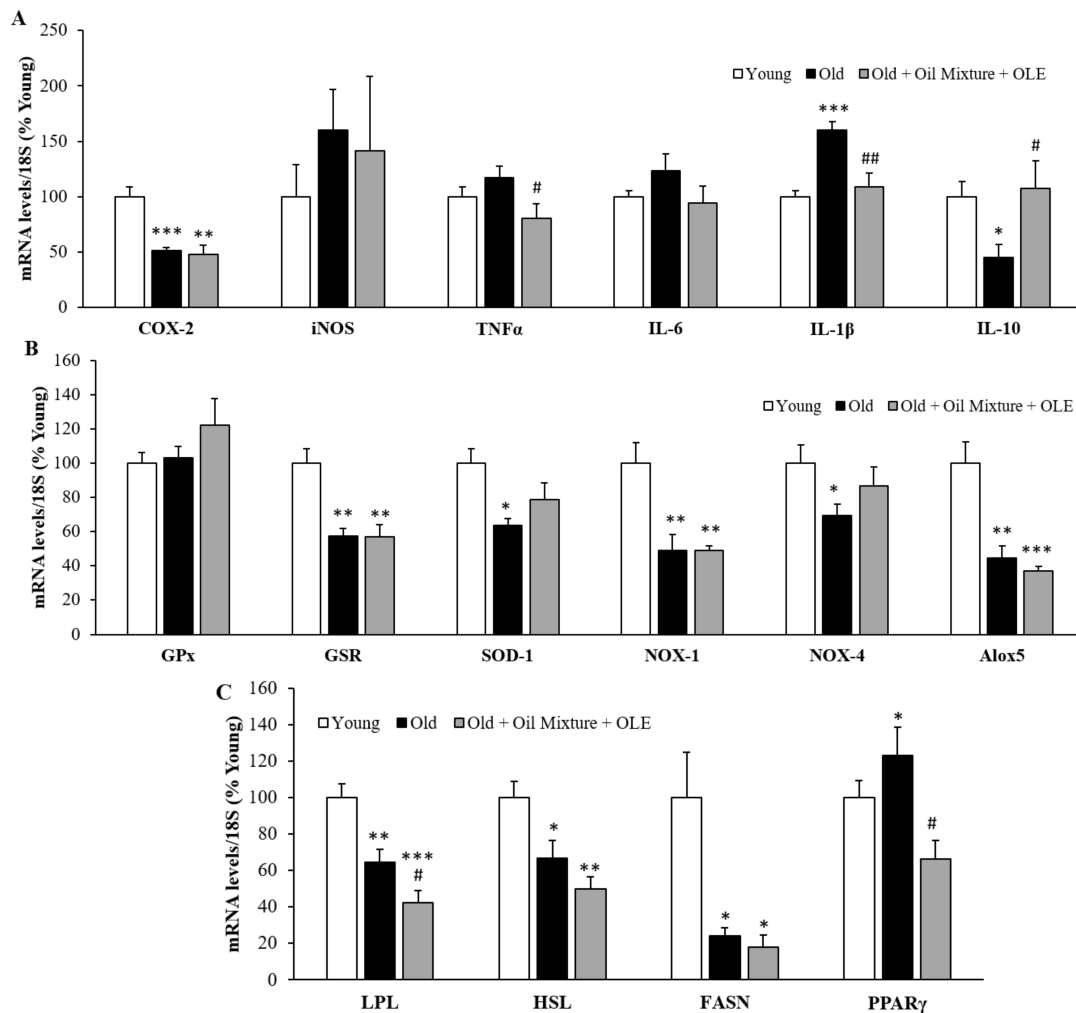 A
mRNA levels/18S (% Young)
250
200
150
100
50
0
Young Old Old + Oil Mixture + OLE
*** ** # *** ## * #
COX-2 iNOS TNFα IL-6 IL-1β IL-10
B
mRNA levels/18S (% Young)
160
140
120
100
80
60
40
20
0
Young Old Old + Oil Mixture + OLE
** ** * ** ** * ** ***
GPx GSR SOD-1 NOX-1 NOX-4 Alox5
C
mRNA levels/18S (% Young)
160
140
120
100
80
60
40
20
0
Young Old Old + Oil Mixture + OLE
** *** # * ** * * * #
LPL HSL FASN PPARγ